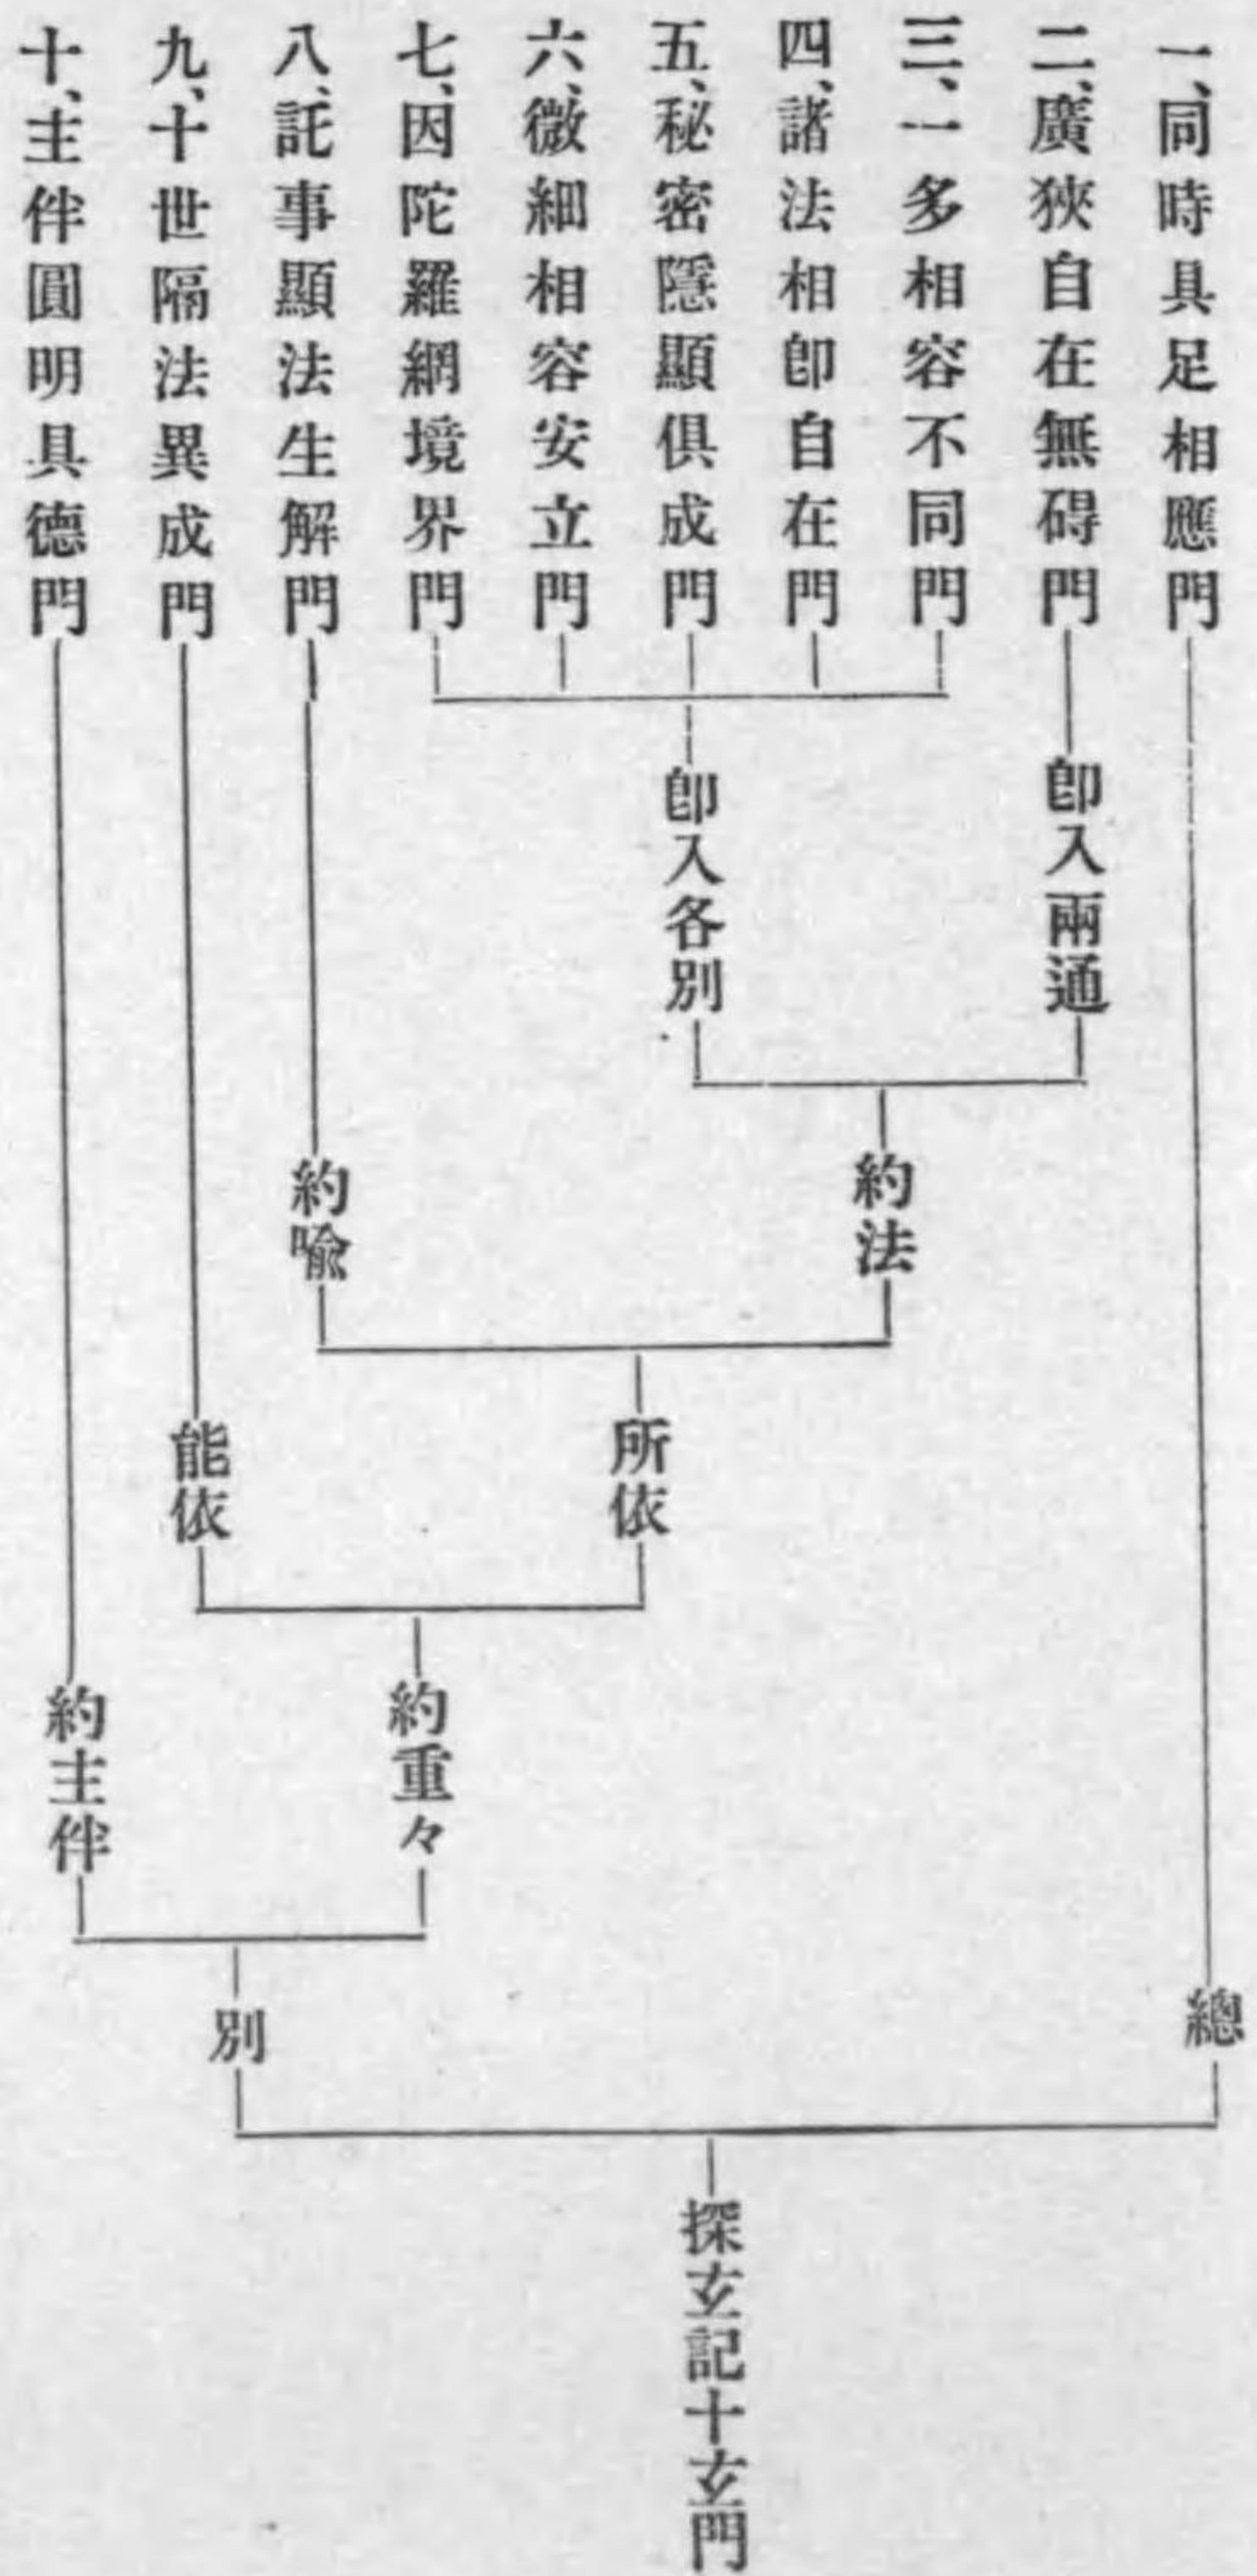 一、同時具足相應門
二、廣狹自在無碍門
三、一多相容不同門
四、諸法相卽自在門
五、秘密隱顯俱成門
六、微細相容安立門
七、因陀羅網境界門
八、託事顯法生解門
九、十世隔法異成門
十、主伴圓明具德門
卽入兩通
卽入各別
約法
約喩
所依
能依
約重々
約主伴
總
別
探玄記十玄門